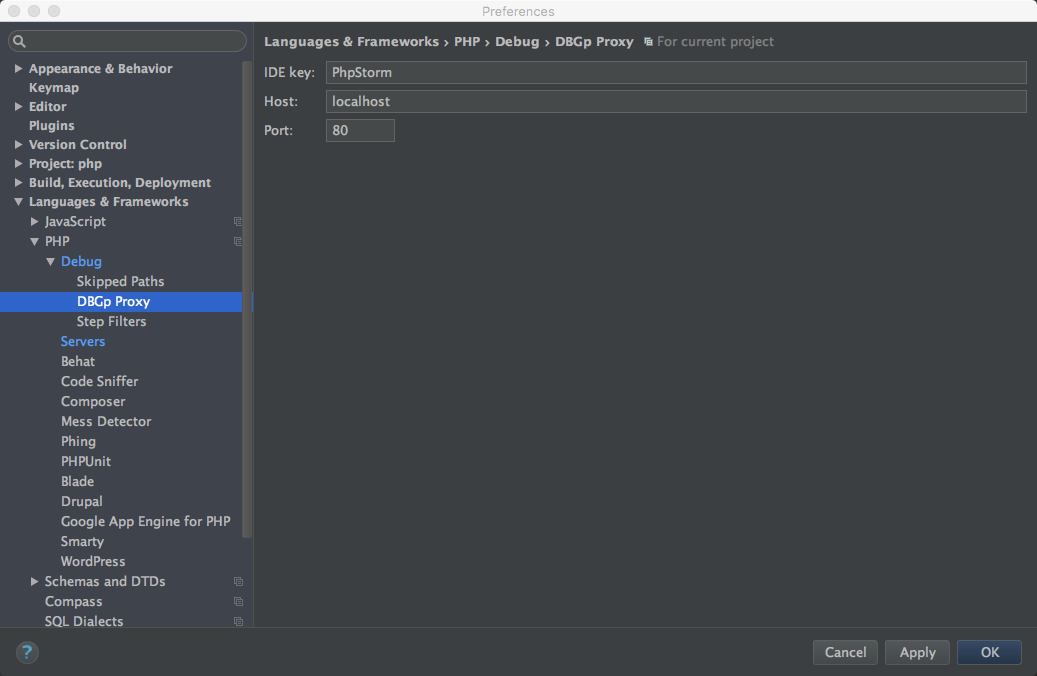 Preferences
Languages & Frameworks › PHP › Debug › DBGp Proxy For current project
IDE key: PhpStorm
Host: localhost
Port: 80
Appearance & Behavior
Keymap
Editor
Plugins
Version Control
Project: php
Build, Execution, Deployment
Languages & Frameworks
JavaScript
PHP
Debug
Skipped Paths
DBGp Proxy
Step Filters
Servers
Behat
Code Sniffer
Composer
Mess Detector
Phing
PHPUnit
Blade
Drupal
Google App Engine for PHP
Smarty
WordPress
Schemas and DTDs
Compass
SQL Dialects
?
Cancel
Apply
OK